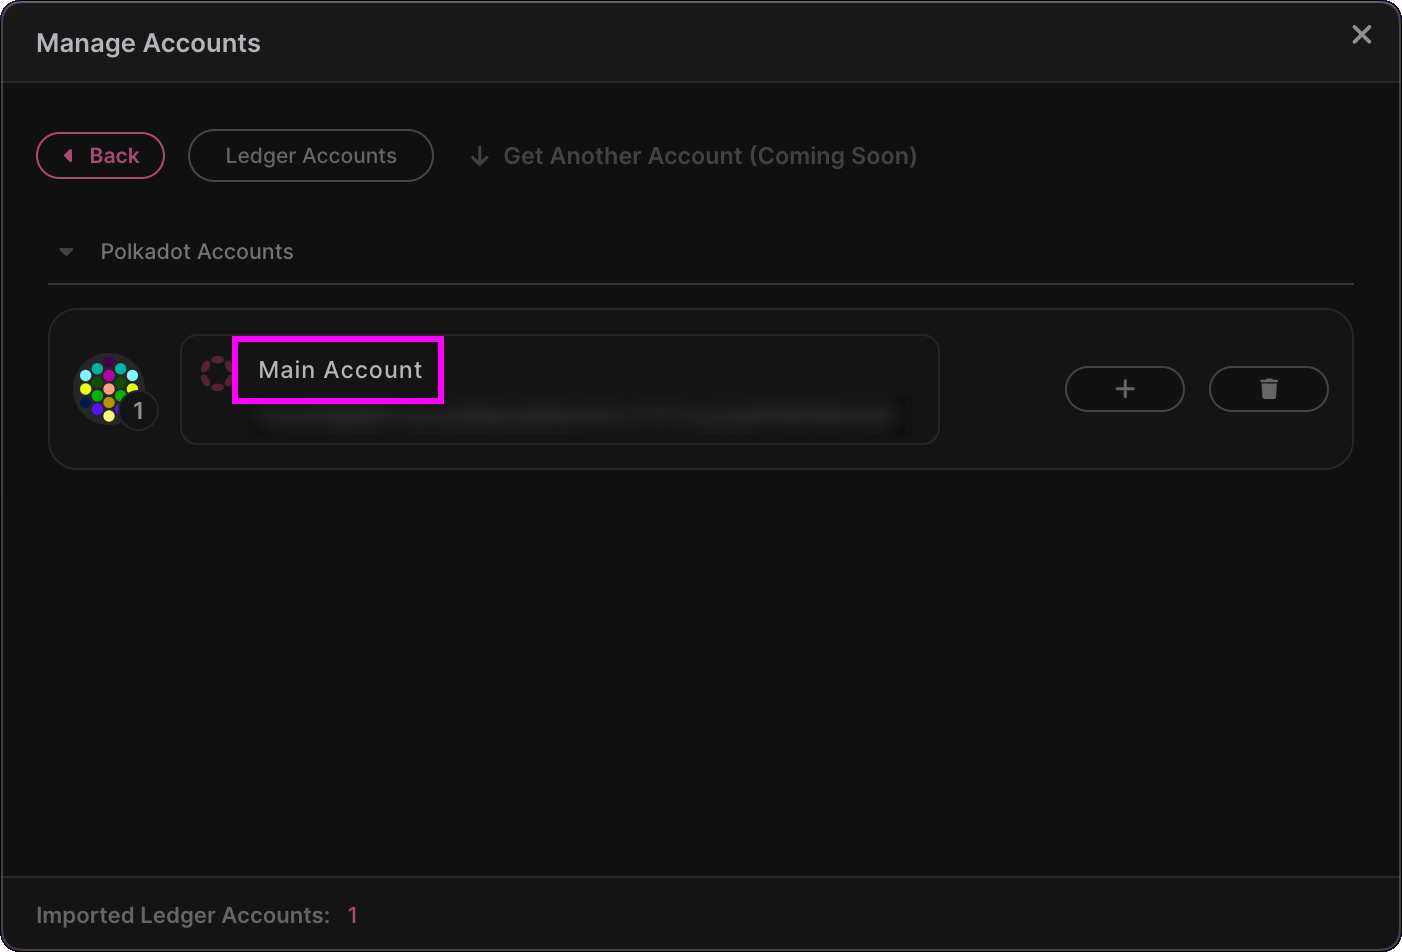 Manage Accounts
Back
Ledger Accounts
Get Another Account (Coming Soon)
Polkadot Accounts
1
Main Account
Imported Ledger Accounts: 1